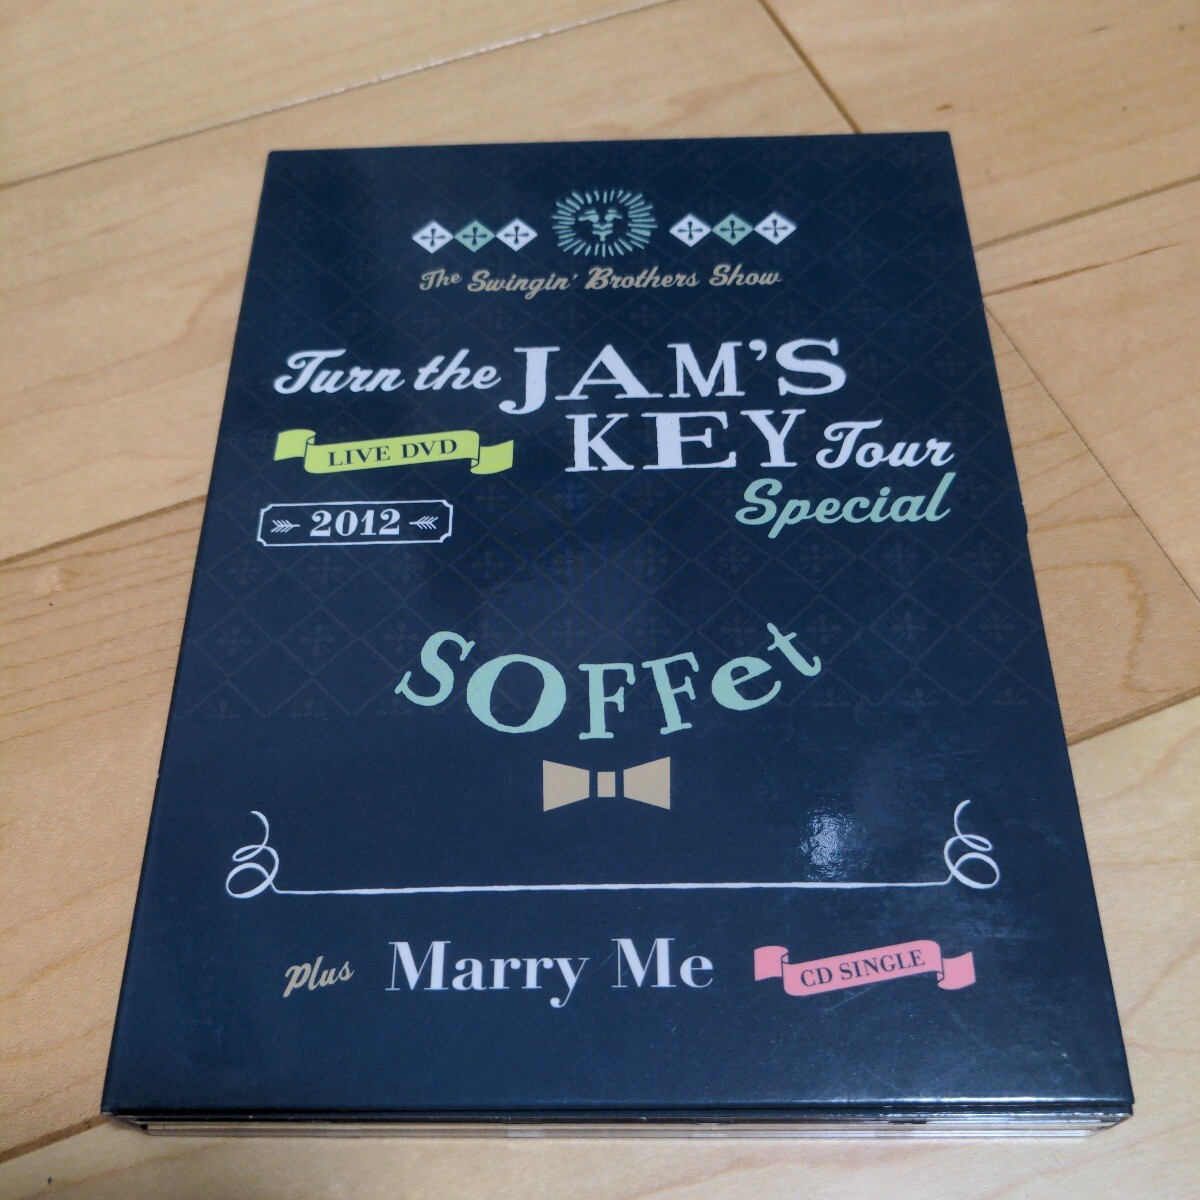 The Swingin' Brothers Show
Turn the JAM'S
KEY Tour
LIVE DVD
Special
2012
SOFFet
plus Marry Me CD SINGLE